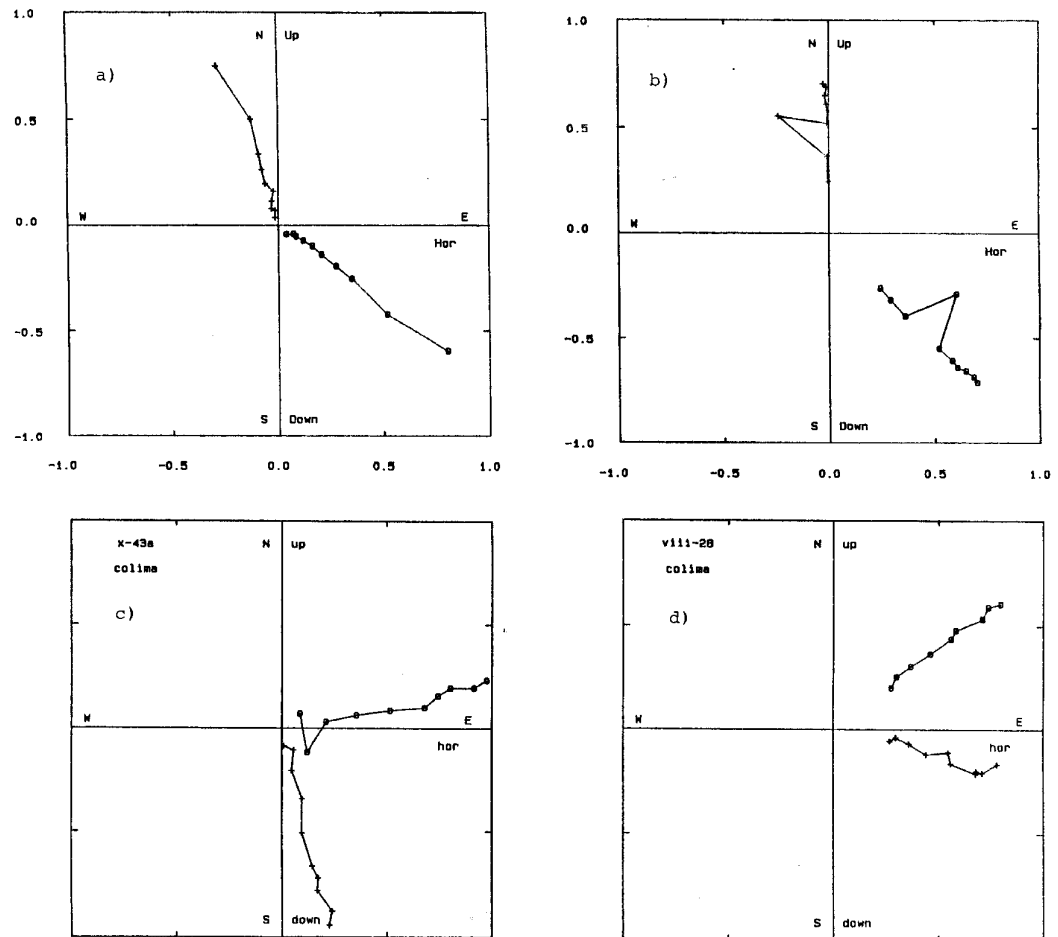 1.0
N Up
a)
0.5
W E
0.0
Hor
-0.5
S Down
-1.0
-1.0 -0.5 0.0 0.5 1.0
1.0
N Up
b)
0.5
W E
0.0
Hor
-0.5
S Down
-1.0
-1.0 -0.5 0.0 0.5 1.0
x-43a N up
colima
c)
W E
hor
S down
viii-28 N up
colima
d)
W E
hor
S down